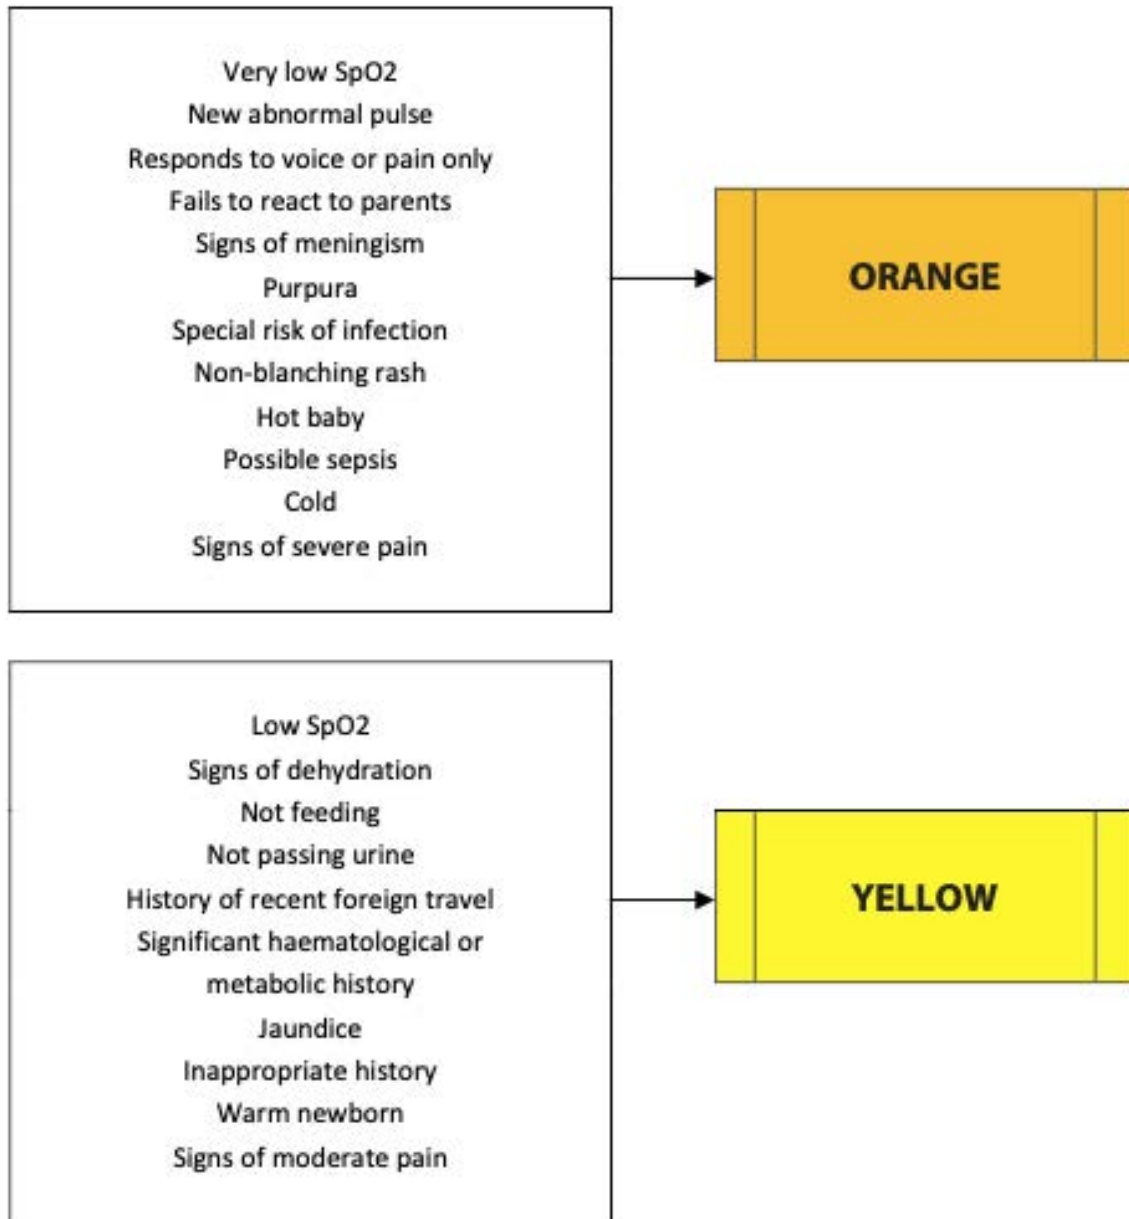 Very low SpO2
New abnormal pulse
Responds to voice or pain only
Fails to react to parents
Signs of meningism
Purpura
Special risk of infection
Non-blanching rash
Hot baby
Possible sepsis
Cold
Signs of severe pain
ORANGE
Low SpO2
Signs of dehydration
Not feeding
Not passing urine
History of recent foreign travel
Significant haematological or
metabolic history
Jaundice
Inappropriate history
Warm newborn
Signs of moderate pain
YELLOW